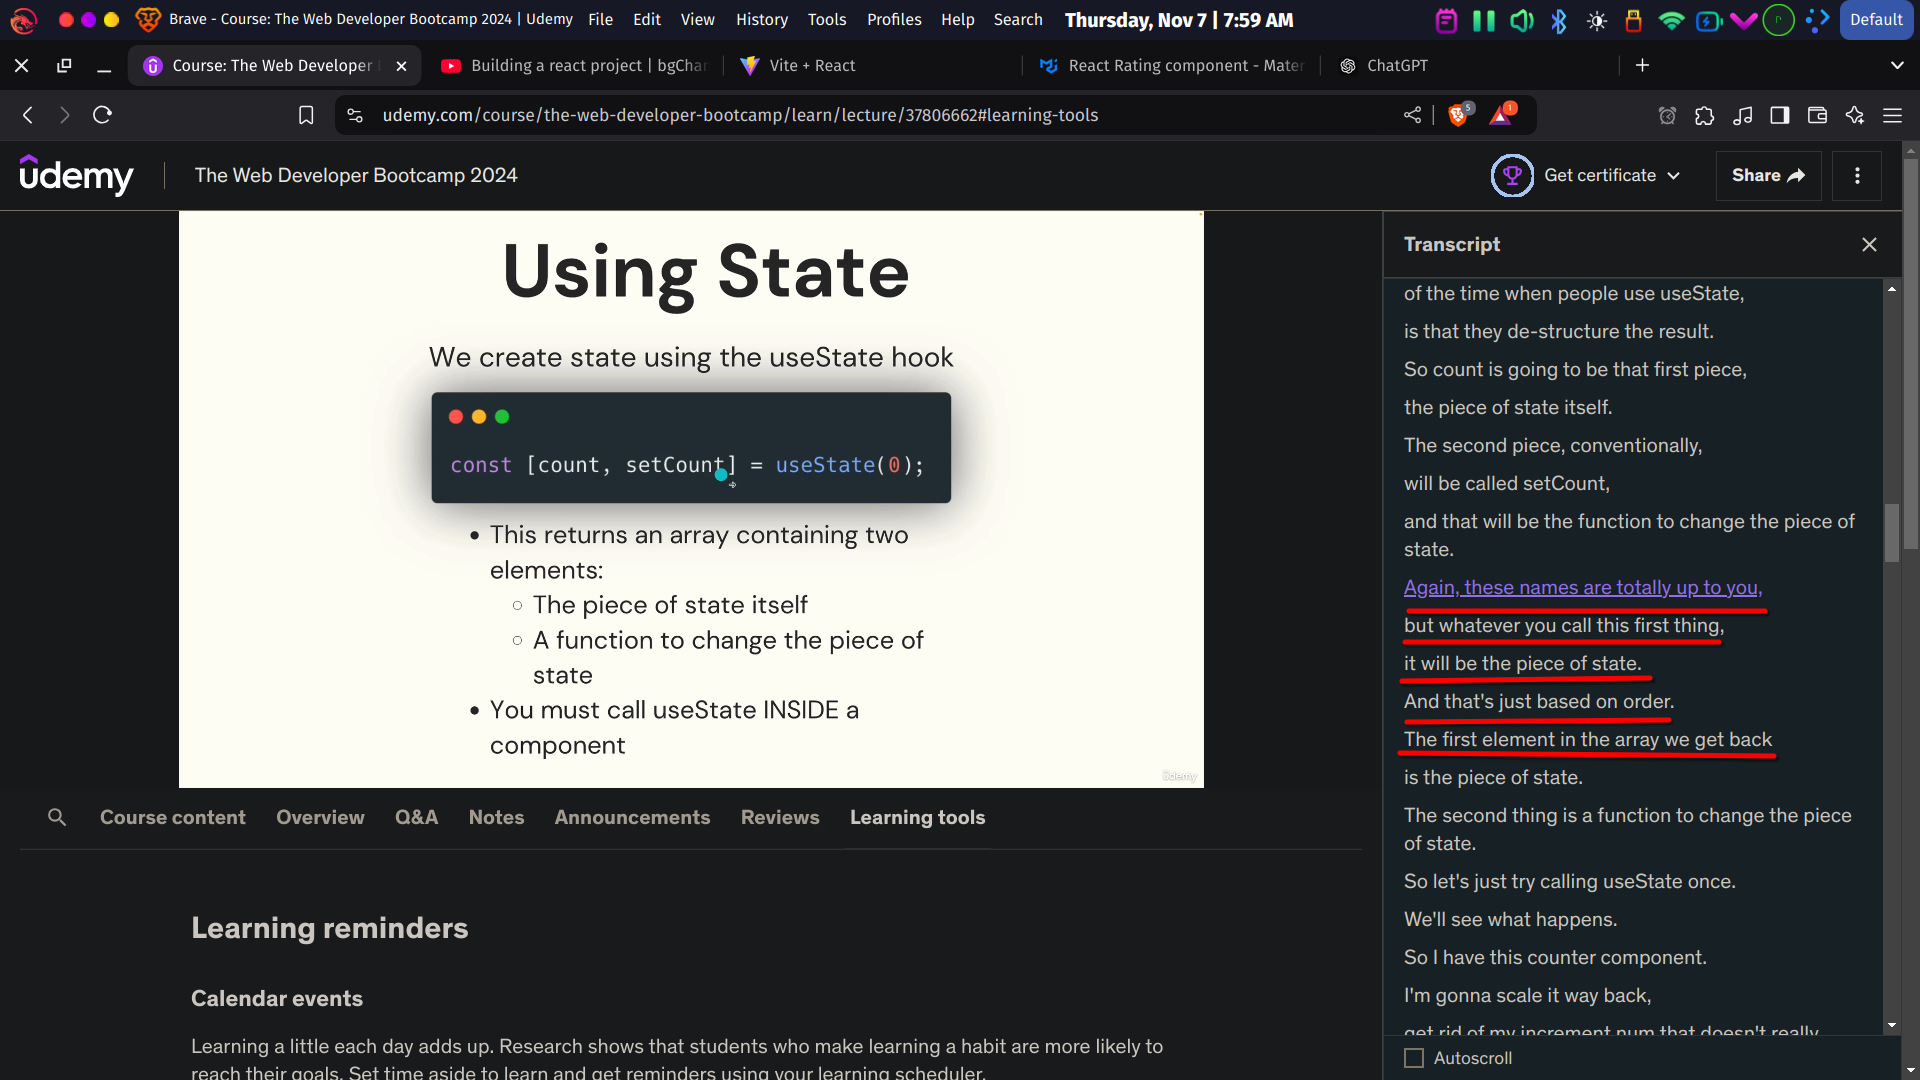 Brave - Course: The Web Developer Bootcamp 2024 | Udemy File Edit View History Tools Profiles Help Search Thursday, Nov 7 | 7:59 AM Default
Course: The Web Developer Building a react project | bgChan Vite + React React Rating component - Mater ChatGPT
udemy.com/course/the-web-developer-bootcamp/learn/lecture/37806662#learning-tools 5 1
udemy The Web Developer Bootcamp 2024 Get certificate Share
Using State
We create state using the useState hook
const [count, setCount] = useState(0);
• This returns an array containing two
elements:
○ The piece of state itself
○ A function to change the piece of
state
• You must call useState INSIDE a
component
udemy
Transcript
of the time when people use useState,
is that they de-structure the result.
So count is going to be that first piece,
the piece of state itself.
The second piece, conventionally,
will be called setCount,
and that will be the function to change the piece of
state.
Again, these names are totally up to you,
but whatever you call this first thing,
it will be the piece of state.
And that's just based on order.
The first element in the array we get back
is the piece of state.
The second thing is a function to change the piece
of state.
So let's just try calling useState once.
We'll see what happens.
So I have this counter component.
I'm gonna scale it way back,
get rid of my increment num that doesn't really
Autoscroll
Course content Overview Q&A Notes Announcements Reviews Learning tools
Learning reminders
Calendar events
Learning a little each day adds up. Research shows that students who make learning a habit are more likely to
reach their goals. Set time aside to learn and get reminders using your learning scheduler.